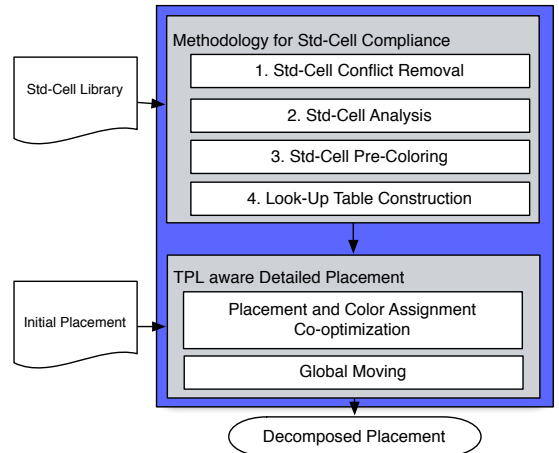 Methodology for Std-Cell Compliance
1. Std-Cell Conflict Removal
Std-Cell Library
2. Std-Cell Analysis
3. Std-Cell Pre-Coloring
4. Look-Up Table Construction
TPL aware Detailed Placement
Initial Placement
Placement and Color Assignment
Co-optimization
Global Moving
Decomposed Placement